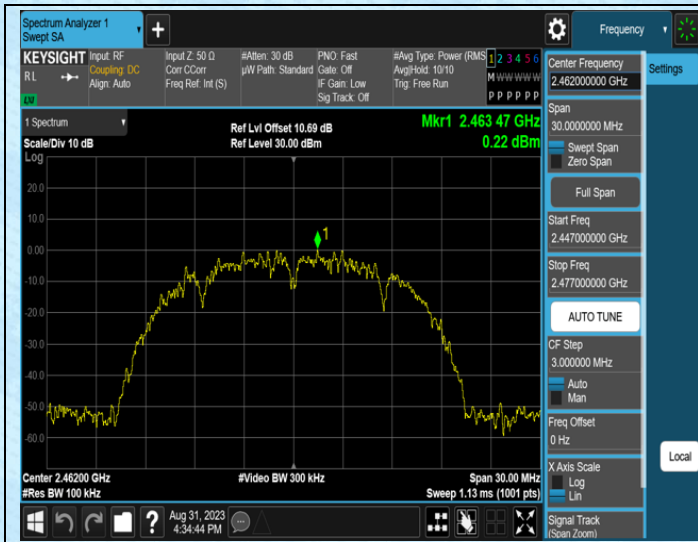 Spectrum Analyzer 1
Swept SA
+
Frequency
KEYSIGHT
R L
LXI
Input: RF
Coupling: DC
Align: Auto
Input Z: 50 Ω
Corr CCorr
Freq Ref: Int (S)
#Atten: 30 dB
µW Path: Standard
PNO: Fast
Gate: Off
IF Gain: Low
Sig Track: Off
#Avg Type: Power (RMS
Avg|Hold: 10/10
Trig: Free Run
1 2 3 4 5 6
M W W W W W
P P P P P P
Center Frequency
2.462000000 GHz
Settings
Span
30.0000000 MHz
Swept Span
Zero Span
Full Span
Start Freq
2.447000000 GHz
Stop Freq
2.477000000 GHz
AUTO TUNE
CF Step
3.000000 MHz
Auto
Man
Freq Offset
0 Hz
X Axis Scale
Log
Lin
Signal Track
(Span Zoom)
Local
1 Spectrum
Scale/Div 10 dB
Log
Ref Lvl Offset 10.69 dB
Ref Level 30.00 dBm
Mkr1 2.463 47 GHz
0.22 dBm
20.0
10.0
0.00
1
-10.0
-20.0
-30.0
-40.0
-50.0
-60.0
Center 2.46200 GHz
#Res BW 100 kHz
#Video BW 300 kHz
Span 30.00 MHz
Sweep 1.13 ms (1001 pts)
?
Aug 31, 2023
4:34:44 PM